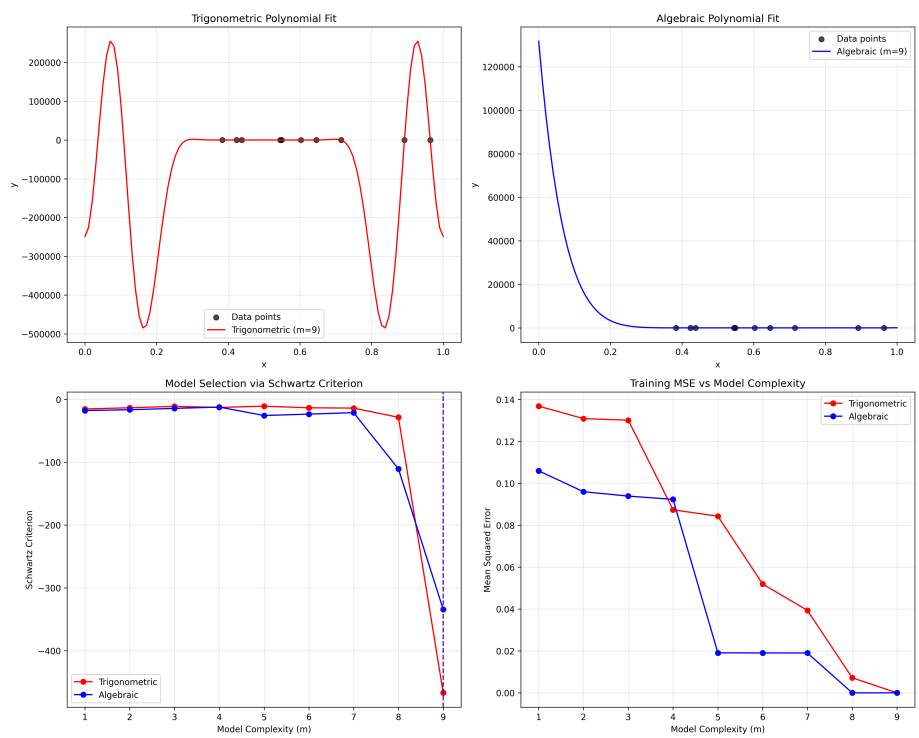 Trigonometric Polynomial Fit
200000
100000
0
−100000
−200000
−300000
−400000
−500000
y
0.0 0.2 0.4 0.6 0.8 1.0
x
Data points
Trigonometric (m=9)
Algebraic Polynomial Fit
120000
100000
80000
60000
40000
20000
0
y
0.0 0.2 0.4 0.6 0.8 1.0
x
Data points
Algebraic (m=9)
Model Selection via Schwartz Criterion
0
−100
−200
−300
−400
Schwartz Criterion
1 2 3 4 5 6 7 8 9
Model Complexity (m)
Trigonometric
Algebraic
Training MSE vs Model Complexity
0.14
0.12
0.10
0.08
0.06
0.04
0.02
0.00
Mean Squared Error
1 2 3 4 5 6 7 8 9
Model Complexity (m)
Trigonometric
Algebraic